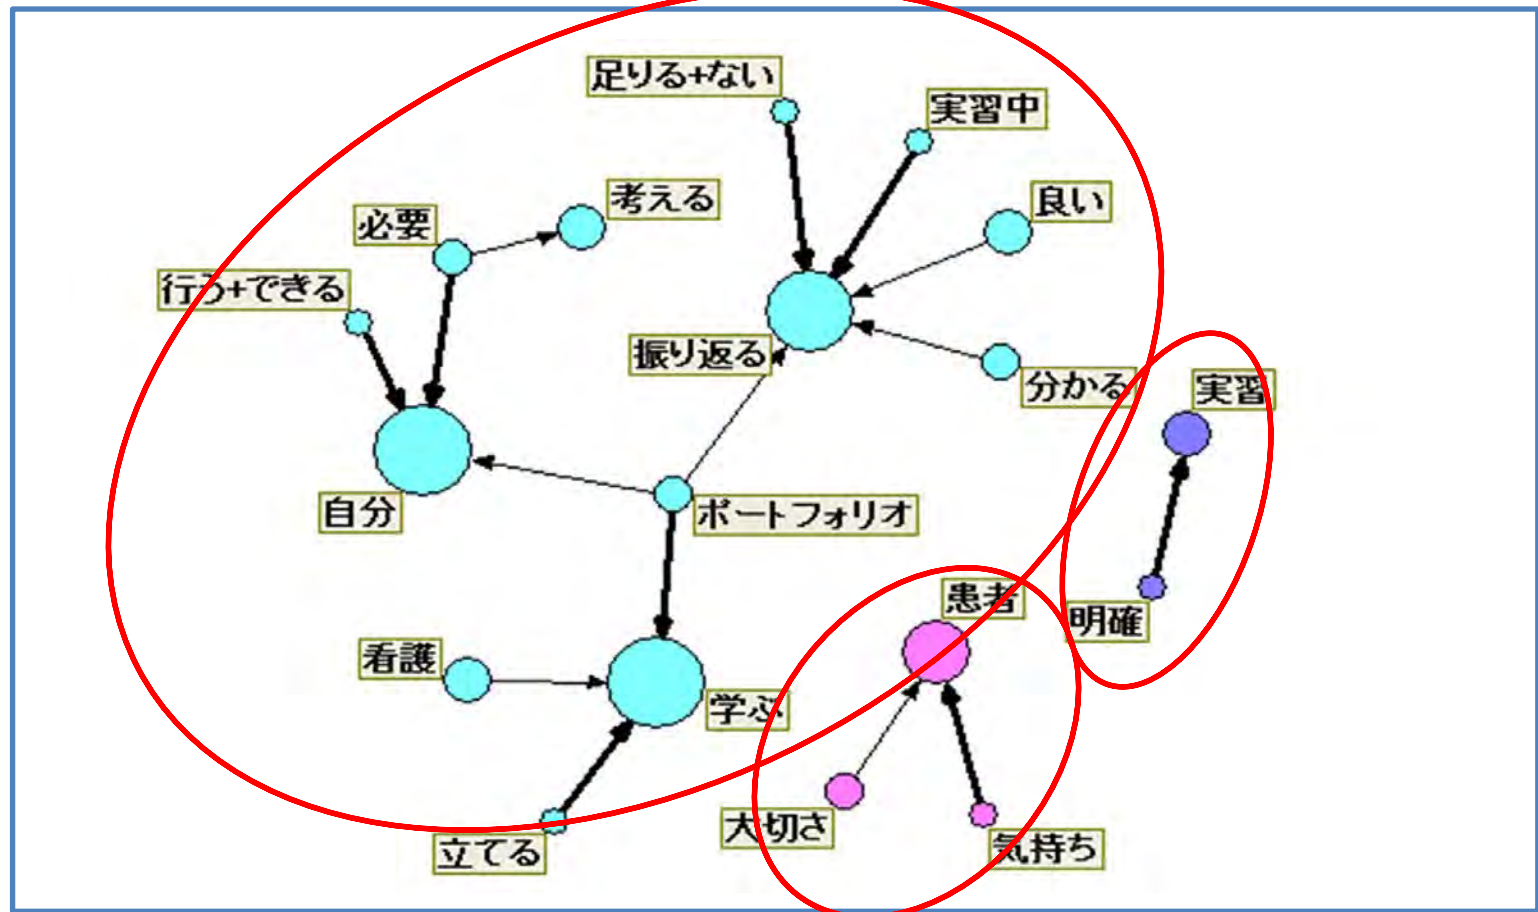 足りる+ない
実習中
考える
良い
必要
行う+できる
振り返る
分かる
実習
自分
ポートフォリオ
患者
明確
看護
学ぶ
大切さ
立てる
気持ち